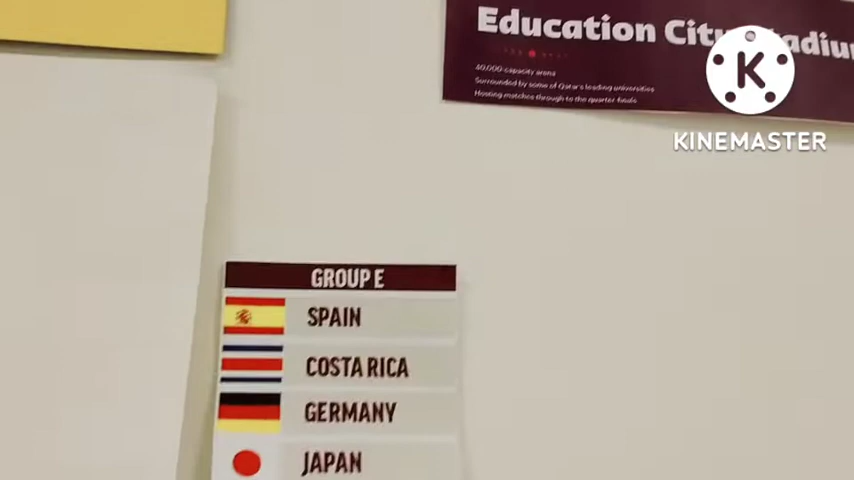 Education City Stadium
40,000-capacity arena
Surrounded by some of Qatar's leading universities
Hosting matches through to the quarter finals
K
KINEMASTER
GROUP E
SPAIN
COSTA RICA
GERMANY
JAPAN